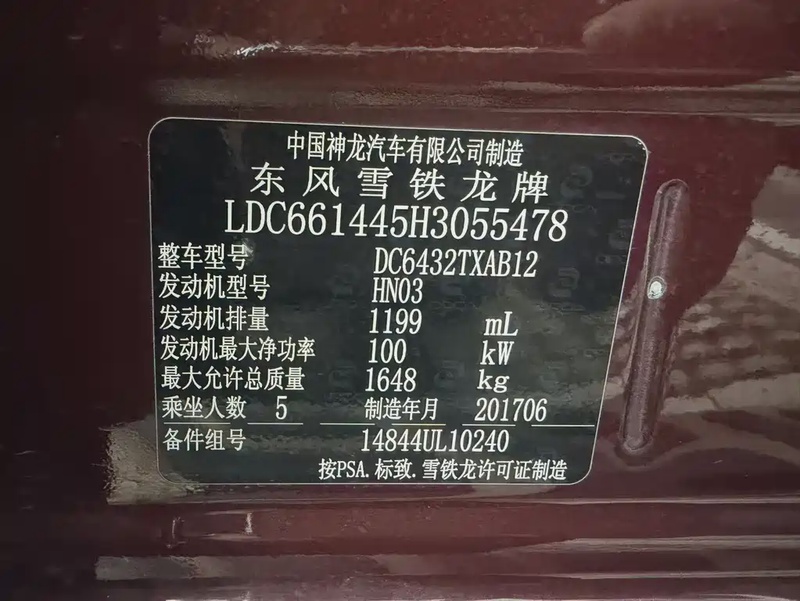 中国神龙汽车有限公司制造
东风雪铁龙牌
LDC661445H3055478
整车型号 DC6432TXAB12
发动机型号 HN03
发动机排量 1199 mL
发动机最大净功率 100 kW
最大允许总质量 1648 kg
乘坐人数 5 制造年月 201706
备件组号 14844UL10240
按PSA.标致.雪铁龙许可证制造